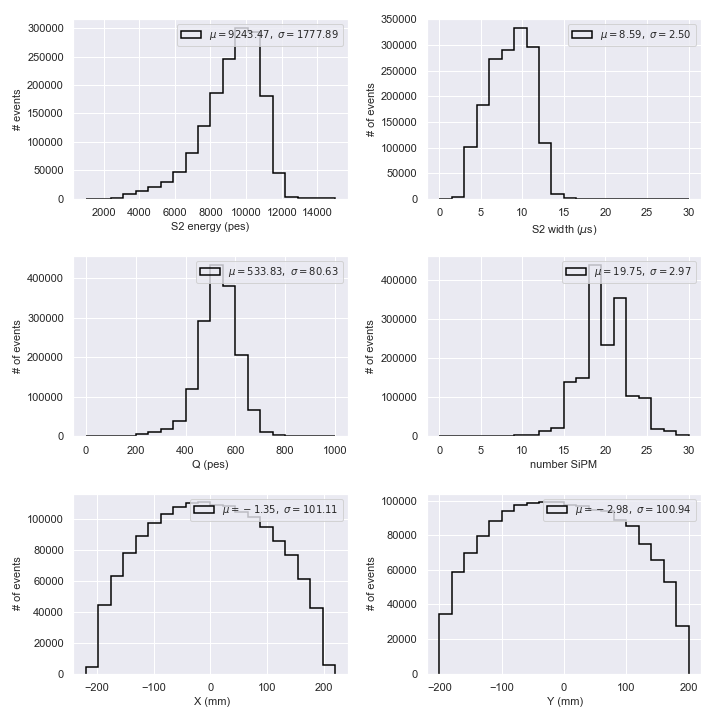 μ = 9243.47, σ = 1777.89
300000
250000
200000
150000
100000
50000
0
# events
2000 4000 6000 8000 10000 12000 14000
S2 energy (pes)
μ = 8.59, σ = 2.50
350000
300000
250000
200000
150000
100000
50000
0
# of events
0 5 10 15 20 25 30
S2 width (μs)
μ = 533.83, σ = 80.63
400000
300000
200000
100000
0
# of events
0 200 400 600 800 1000
Q (pes)
μ = 19.75, σ = 2.97
400000
300000
200000
100000
0
# of events
0 5 10 15 20 25 30
number SiPM
μ = −1.35, σ = 101.11
100000
80000
60000
40000
20000
0
# of events
−200 −100 0 100 200
X (mm)
μ = −2.98, σ = 100.94
100000
80000
60000
40000
20000
0
# of events
−200 −100 0 100 200
Y (mm)